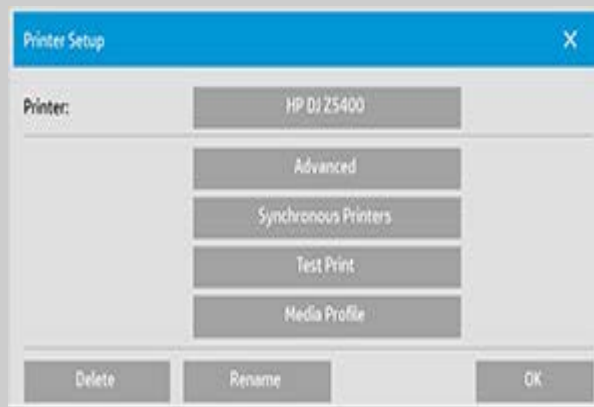 Printer Setup X
Printer: HP DJ Z5400
Advanced
Synchronous Printers
Test Print
Media Profile
Delete Rename OK